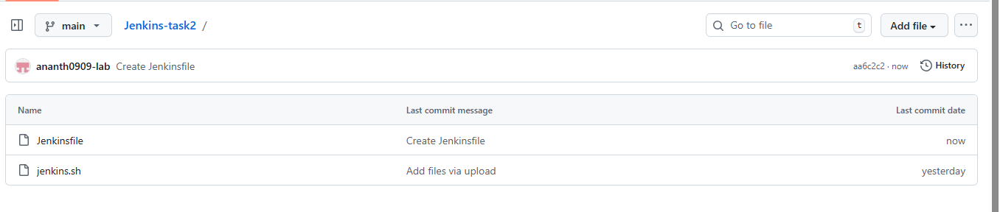 main Jenkins-task2 / Go to file t Add file ...
ananth0909-lab Create Jenkinsfile aa6c2c2 · now History
Name Last commit message Last commit date
Jenkinsfile Create Jenkinsfile now
jenkins.sh Add files via upload yesterday